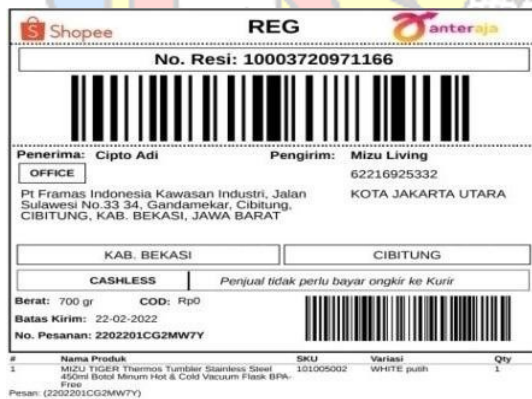 Shopee
REG
anteraja
No. Resi: 10003720971166
Penerima: Cipto Adi
Pengirim: Mizu Living
OFFICE
62216925332
Pt Framas Indonesia Kawasan Industri, Jalan
KOTA JAKARTA UTARA
Sulawesi No.33 34, Gandamekar, Cibitung,
CIBITUNG, KAB. BEKASI, JAWA BARAT
KAB. BEKASI
CIBITUNG
CASHLESS
Penjual tidak perlu bayar ongkir ke Kurir
Berat: 700 gr
COD: Rp0
Batas Kirim: 22-02-2022
No. Pesanan: 2202201CG2MW7Y
# Nama Produk SKU Variasi Qty
1 MIZU TIGER Thermos Tumbler Stainless Steel 101005002 WHITE putih 1
450ml Botol Minum Hot & Cold Vacuum Flask BPA-
Free
Pesan: (2202201CG2MW7Y)